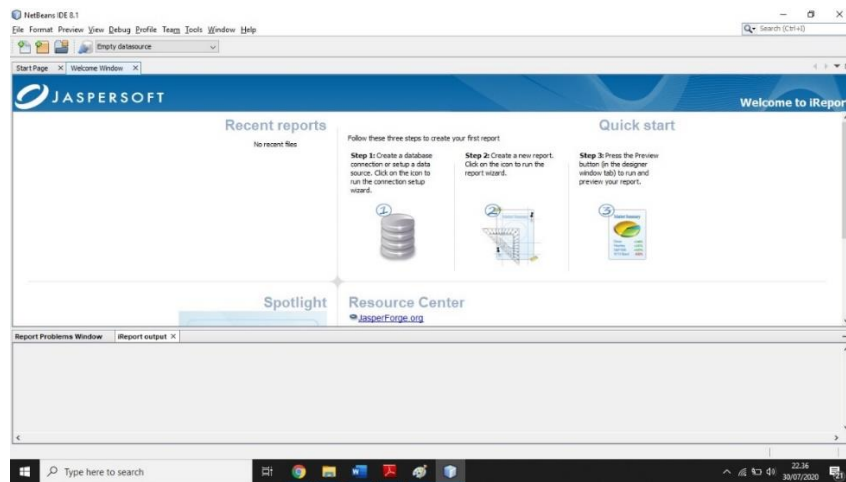 NetBeans IDE 8.1
File Format Preview View Debug Profile Team Tools Window Help
Search (Ctrl+I)
Empty datasource
Start Page
Welcome Window
JASPERSOFT
Welcome to iRepor
Recent reports
No recent files
Quick start
Follow these three steps to create your first report
Step 1: Create a database
connection or setup a data
source. Click on the icon to
run the connection setup
wizard.
Step 2: Create a new report.
Click on the icon to run the
report wizard.
Step 3: Press the Preview
button (in the designer
window tab) to run and
preview your report.
1
2
3
Spotlight
Resource Center
JasperForge.org
Report Problems Window
iReport output
Type here to search
22.36
30/07/2020
21